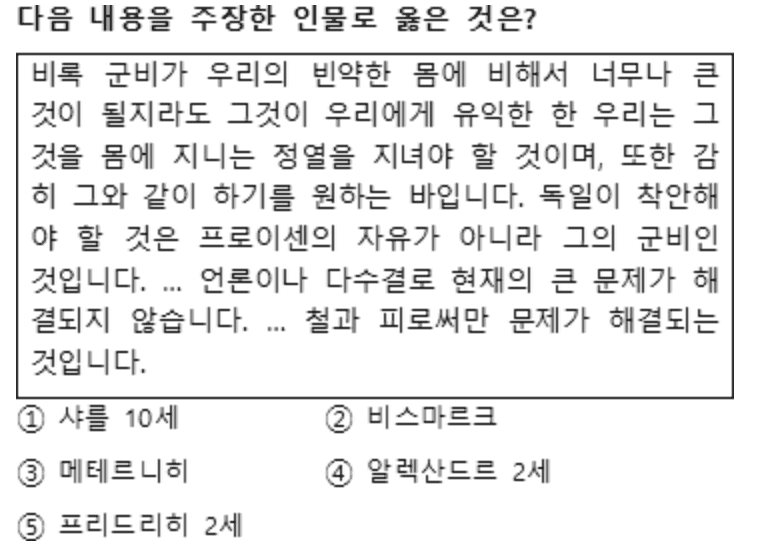 다음 내용을 주장한 인물로 옳은 것은?
비록 군비가 우리의 빈약한 몸에 비해서 너무나 큰
것이 될지라도 그것이 우리에게 유익한 한 우리는 그
것을 몸에 지니는 정열을 지녀야 할 것이며, 또한 감
히 그와 같이 하기를 원하는 바입니다. 독일이 착안해
야 할 것은 프로이센의 자유가 아니라 그의 군비인
것입니다. ... 언론이나 다수결로 현재의 큰 문제가 해
결되지 않습니다. ... 철과 피로써만 문제가 해결되는
것입니다.
① 샤를 10세 ② 비스마르크
③ 메테르니히 ④ 알렉산드르 2세
⑤ 프리드리히 2세